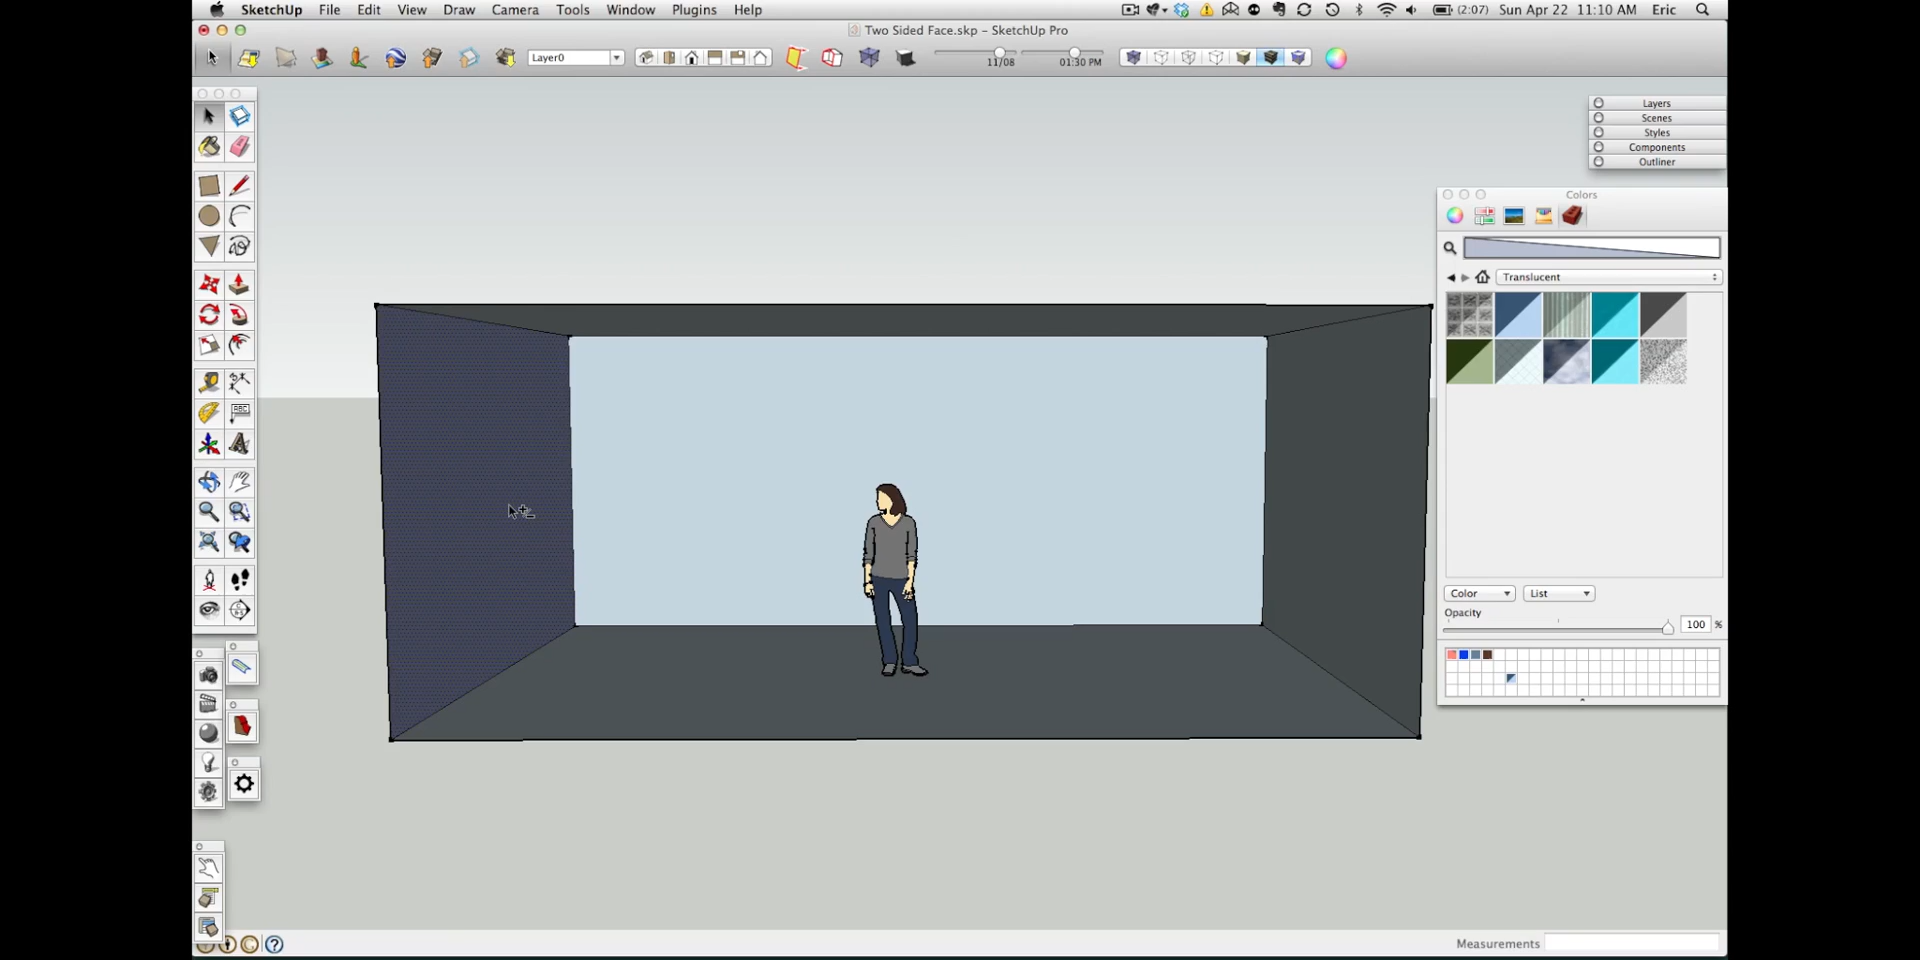 SketchUp File Edit View Draw Camera Tools Window Plugins Help (2:07) Sun Apr 22 11:10 AM Eric
Two Sided Face.skp – SketchUp Pro
Layer0
11/08 01:30 PM
Layers
Scenes
Styles
Components
Outliner
Colors
Translucent
ABC
Color List
Opacity
100 %
Measurements